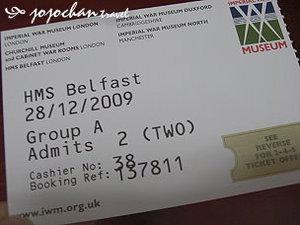 jojochan travel
IMPERIAL WAR MUSEUM LONDON
LONDON
IMPERIAL WAR MUSEUM DUXFORD
CAMBRIDGESHIRE
CHURCHILL MUSEUM
AND CABINET WAR ROOMS LONDON
LONDON
IMPERIAL WAR MUSEUM NORTH
MANCHESTER
HMS BELFAST LONDON
MUSEUM
HMS Belfast
28/12/2009
Group A
Admits 2 (TWO)
Cashier No: 38
Booking Ref: 137811
SEE
REVERSE
FOR
TICKET OFFER
www.iwm.org.uk